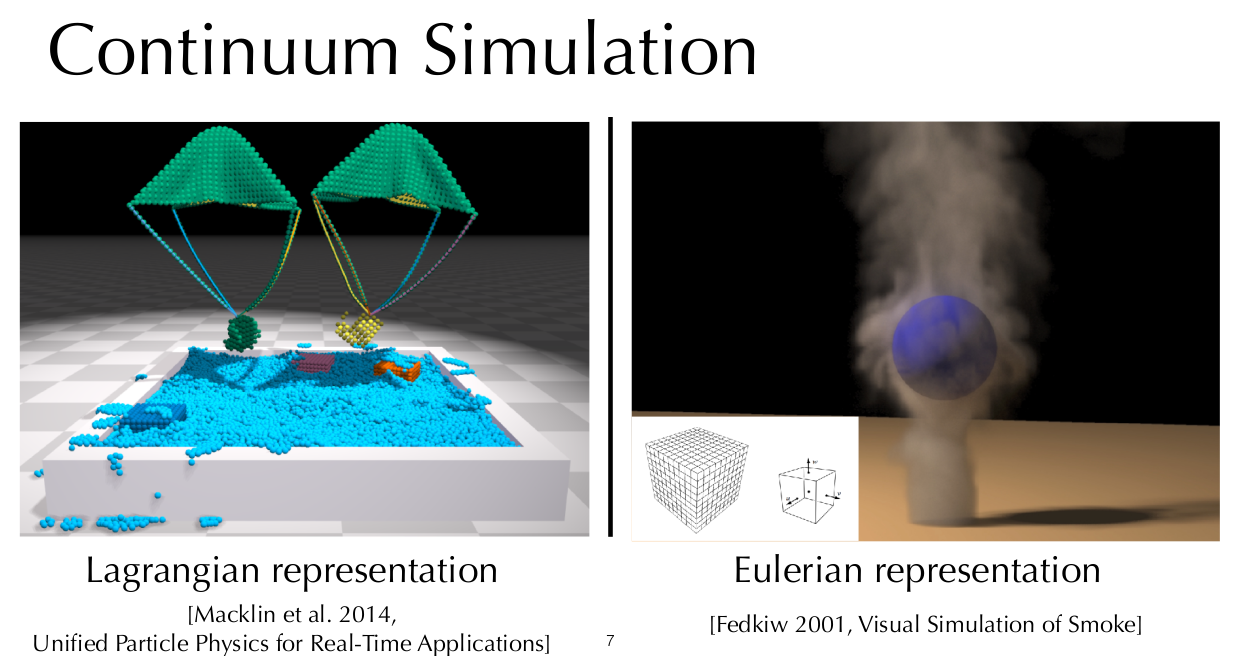 Continuum Simulation
Lagrangian representation
[Macklin et al. 2014,
Unified Particle Physics for Real-Time Applications]
Eulerian representation
[Fedkiw 2001, Visual Simulation of Smoke]
7